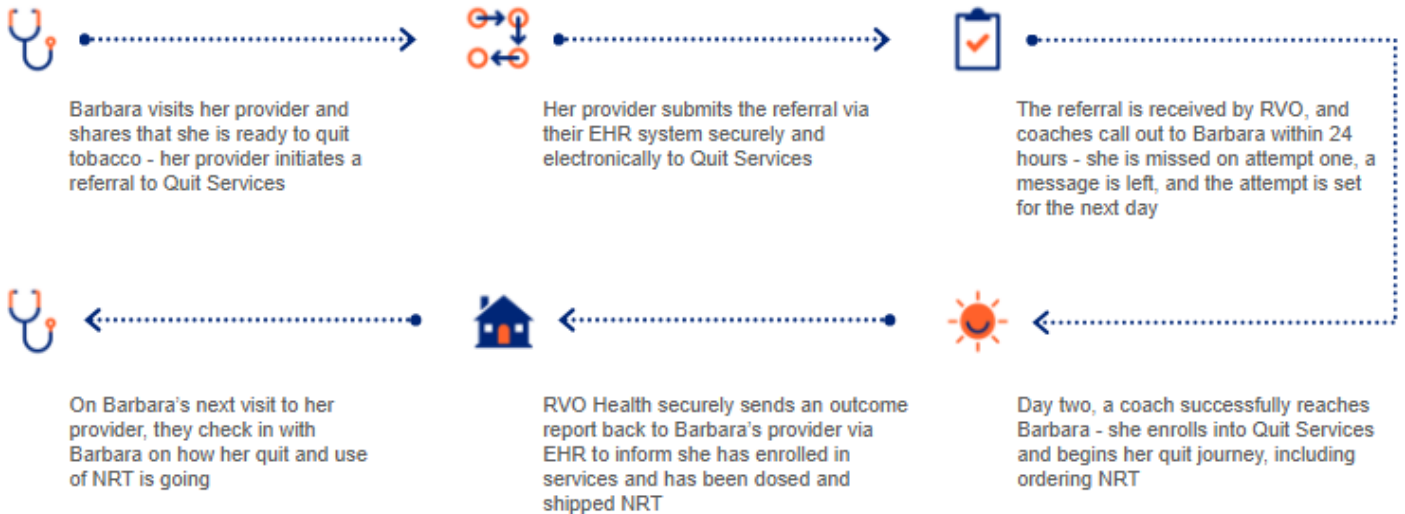 Barbara visits her provider and
shares that she is ready to quit
tobacco - her provider initiates a
referral to Quit Services
Her provider submits the referral via
their EHR system securely and
electronically to Quit Services
The referral is received by RVO, and
coaches call out to Barbara within 24
hours - she is missed on attempt one, a
message is left, and the attempt is set
for the next day
Day two, a coach successfully reaches
Barbara - she enrolls into Quit Services
and begins her quit journey, including
ordering NRT
RVO Health securely sends an outcome
report back to Barbara's provider via
EHR to inform she has enrolled in
services and has been dosed and
shipped NRT
On Barbara's next visit to her
provider, they check in with
Barbara on how her quit and use
of NRT is going